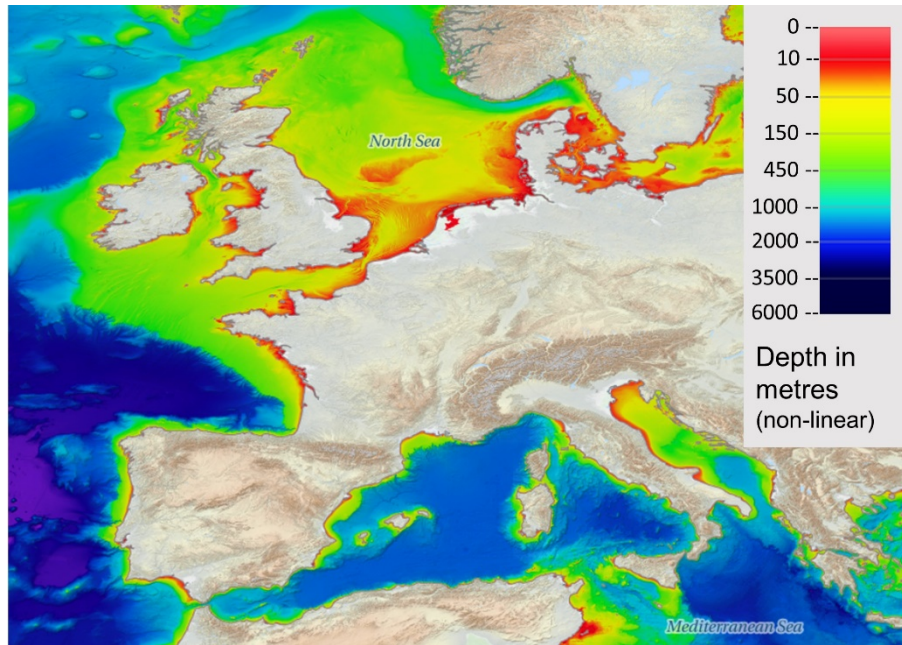 North Sea
Mediterranean Sea
0 --
10 --
50 --
150 --
450 --
1000 --
2000 --
3500 --
6000 --
Depth in
metres
(non-linear)